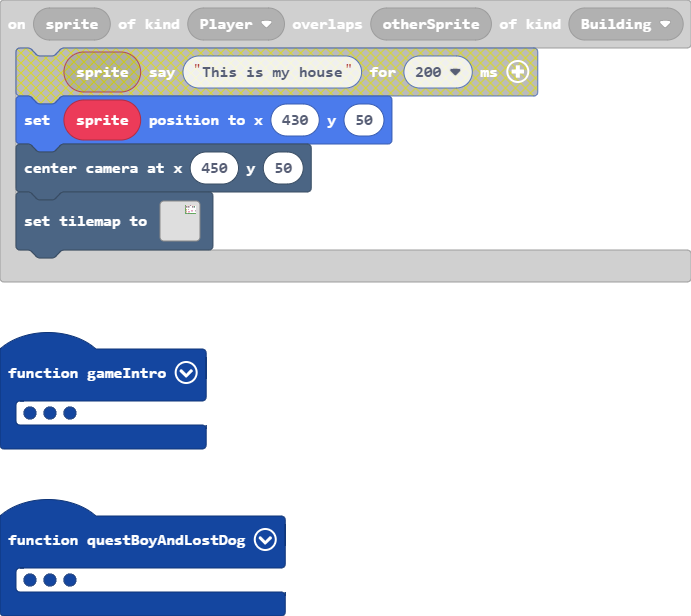 on sprite of kind Player overlaps otherSprite of kind Building
sprite say "This is my house" for 200 ms
set sprite position to x 430 y 50
center camera at x 450 y 50
set tilemap to
function gameIntro
function questBoyAndLostDog